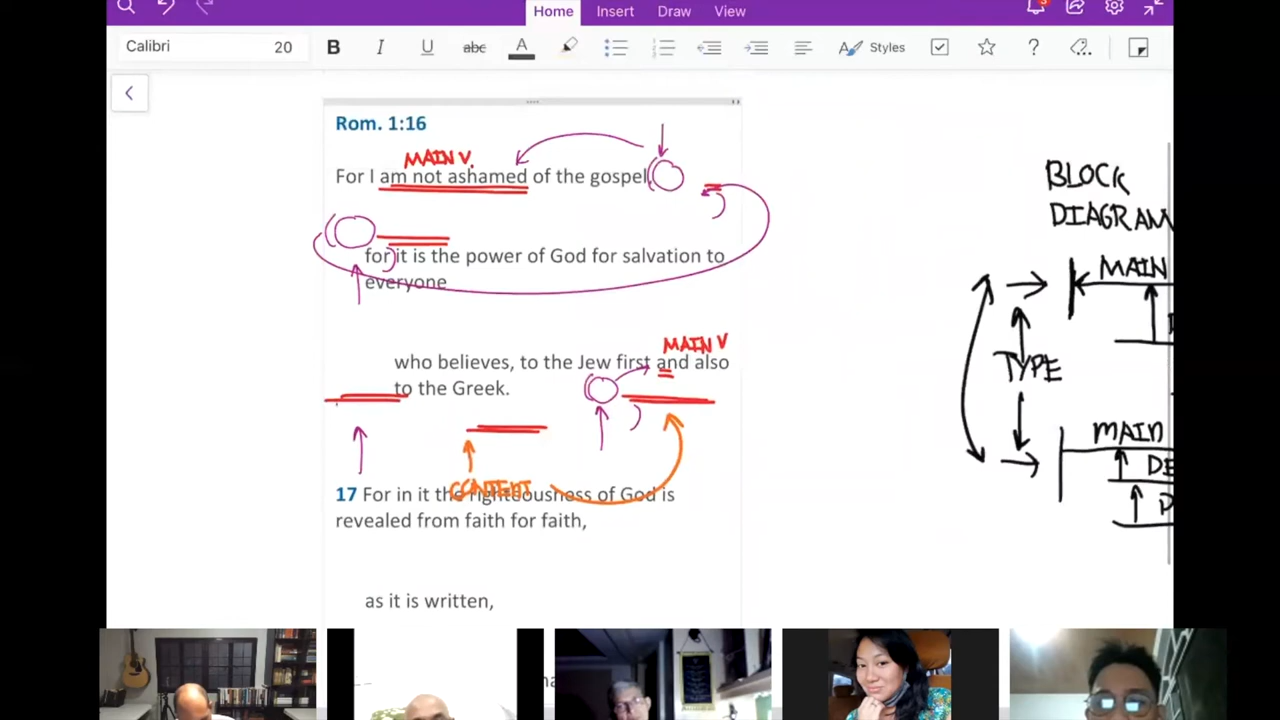 Home Insert Draw View
Calibri 20 B I U abc A Styles ?
Rom. 1:16
MAIN V.
For I am not ashamed of the gospel,
for it is the power of God for salvation to
everyone
MAIN V
who believes, to the Jew first and also
to the Greek.
CONTENT
17 For in it the righteousness of God is
revealed from faith for faith,
as it is written,
BLOCK
DIAGRAM
MAIN
TYPE
MAIN
DE